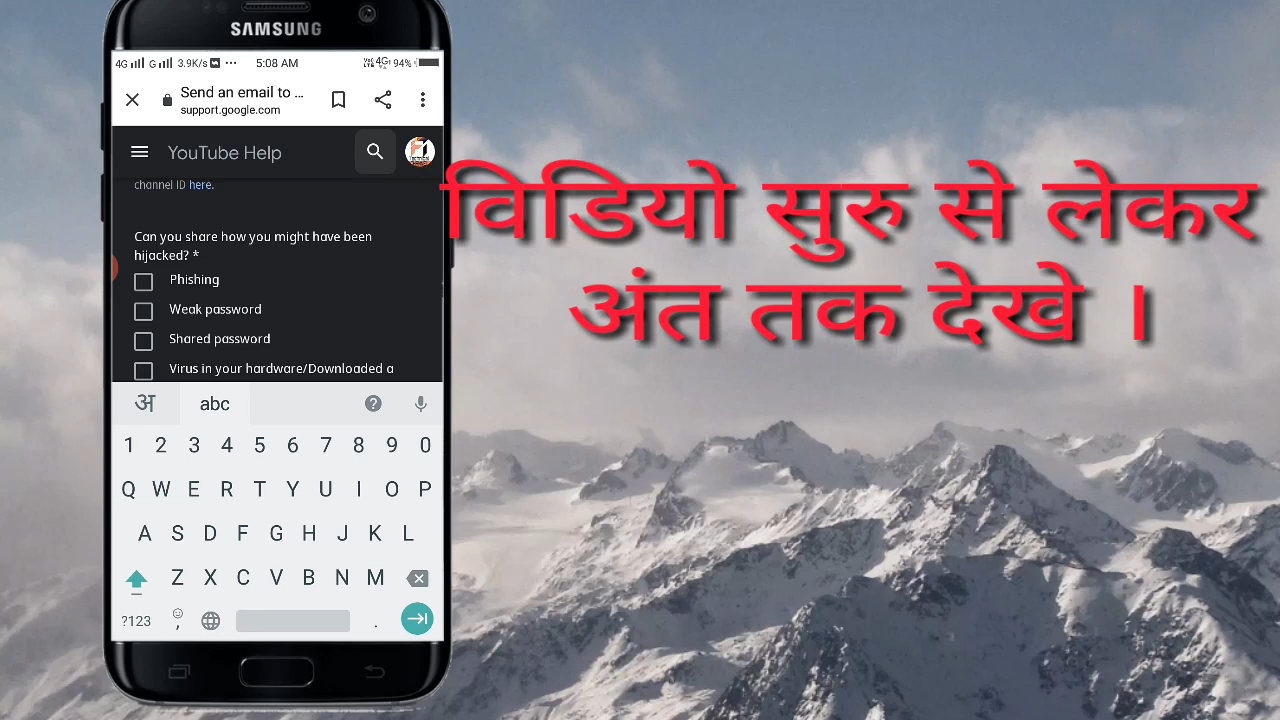 SAMSUNG
4G G 3.9K/s ... 5:08 AM 4G+ 94%
Send an email to ...
support.google.com
YouTube Help
channel ID here.
विडियो सुरु से लेकर
अंत तक देखे ।
Can you share how you might have been
hijacked? *
Phishing
Weak password
Shared password
Virus in your hardware/Downloaded a
अ abc
1 2 3 4 5 6 7 8 9 0
Q W E R T Y U I O P
A S D F G H J K L
Z X C V B N M
?123 , .